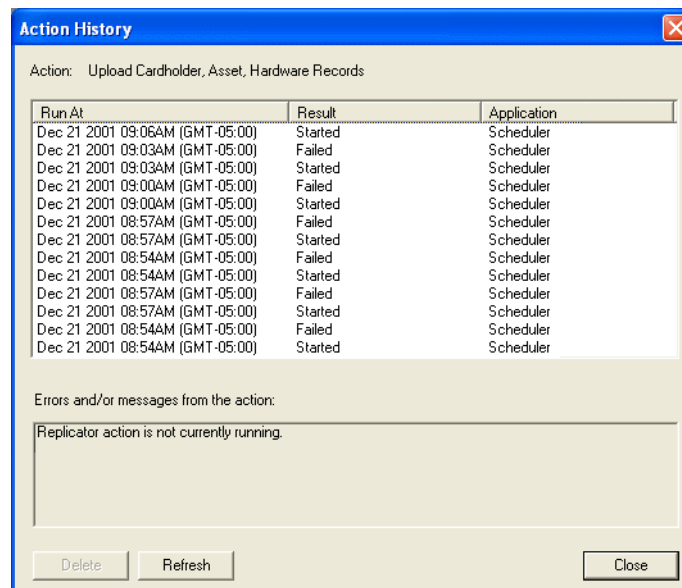 Action History
Action: Upload Cardholder, Asset, Hardware Records
Run At Result Application
Dec 21 2001 09:06AM (GMT-05:00) Started Scheduler
Dec 21 2001 09:03AM (GMT-05:00) Failed Scheduler
Dec 21 2001 09:03AM (GMT-05:00) Started Scheduler
Dec 21 2001 09:00AM (GMT-05:00) Failed Scheduler
Dec 21 2001 09:00AM (GMT-05:00) Started Scheduler
Dec 21 2001 08:57AM (GMT-05:00) Failed Scheduler
Dec 21 2001 08:57AM (GMT-05:00) Started Scheduler
Dec 21 2001 08:54AM (GMT-05:00) Failed Scheduler
Dec 21 2001 08:54AM (GMT-05:00) Started Scheduler
Dec 21 2001 08:57AM (GMT-05:00) Failed Scheduler
Dec 21 2001 08:57AM (GMT-05:00) Started Scheduler
Dec 21 2001 08:54AM (GMT-05:00) Failed Scheduler
Dec 21 2001 08:54AM (GMT-05:00) Started Scheduler
Errors and/or messages from the action:
Replicator action is not currently running.
Delete Refresh Close